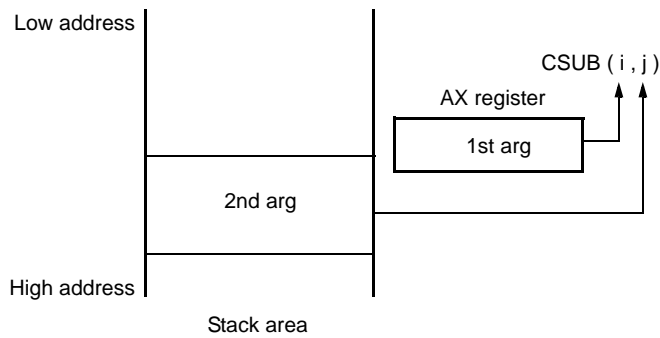 Low address
CSUB ( i , j )
AX register
1st arg
2nd arg
High address
Stack area